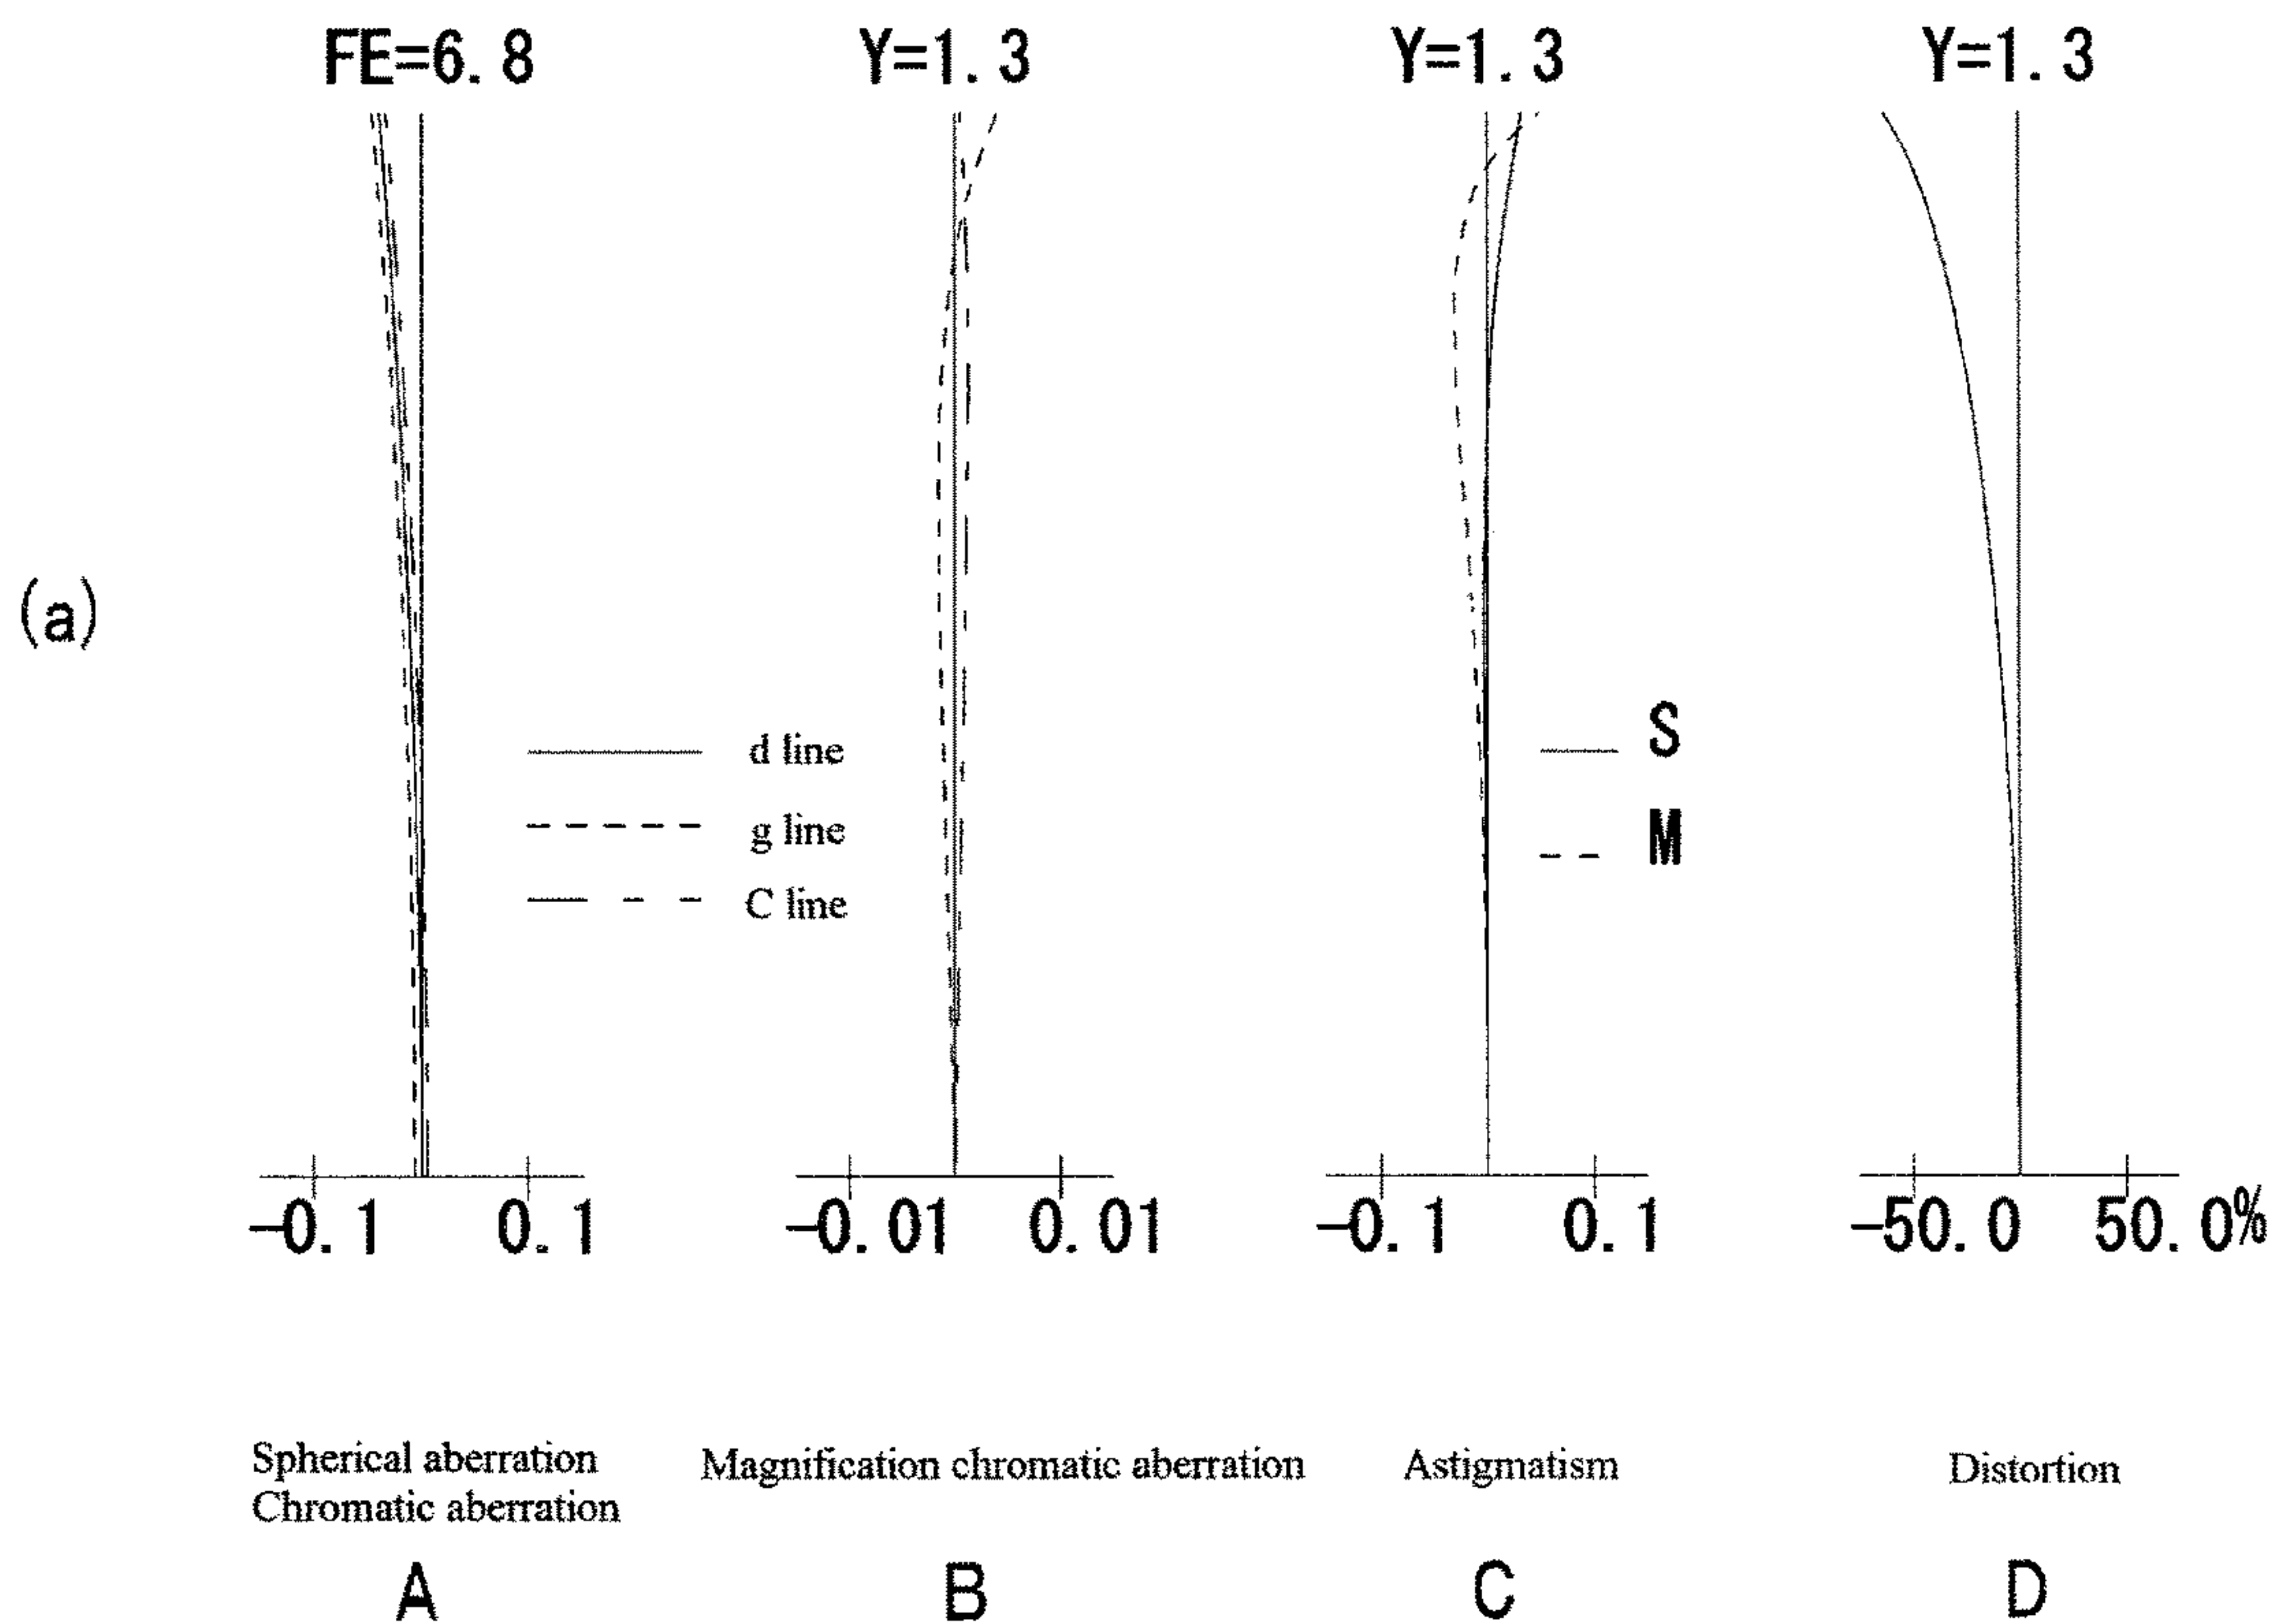 FE=6.8 Y=1.3 Y=1.3 Y=1.3
(a)
d line
g line
C line
S
M
-0.1 0.1 -0.01 0.01 -0.1 0.1 -50.0 50.0%
Spherical aberration
Chromatic aberration
Magnification chromatic aberration
Astigmatism
Distortion
A B C D